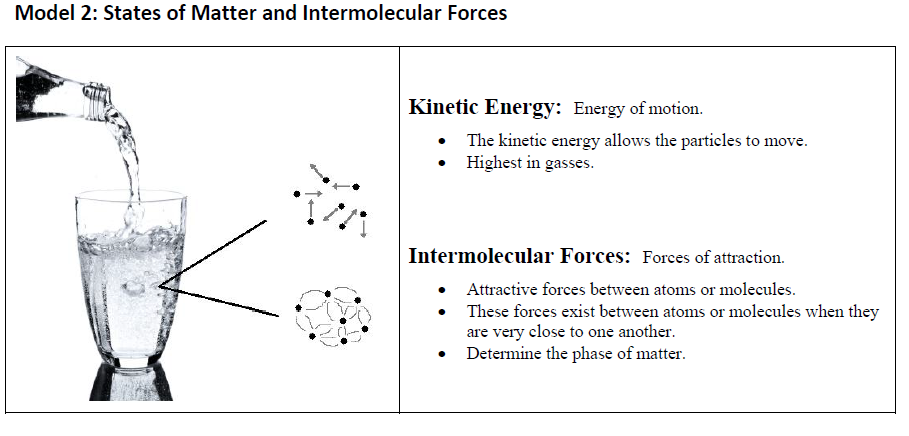 Model 2: States of Matter and Intermolecular Forces
Kinetic Energy: Energy of motion.
• The kinetic energy allows the particles to move.
• Highest in gasses.
Intermolecular Forces: Forces of attraction.
• Attractive forces between atoms or molecules.
• These forces exist between atoms or molecules when they
are very close to one another.
• Determine the phase of matter.